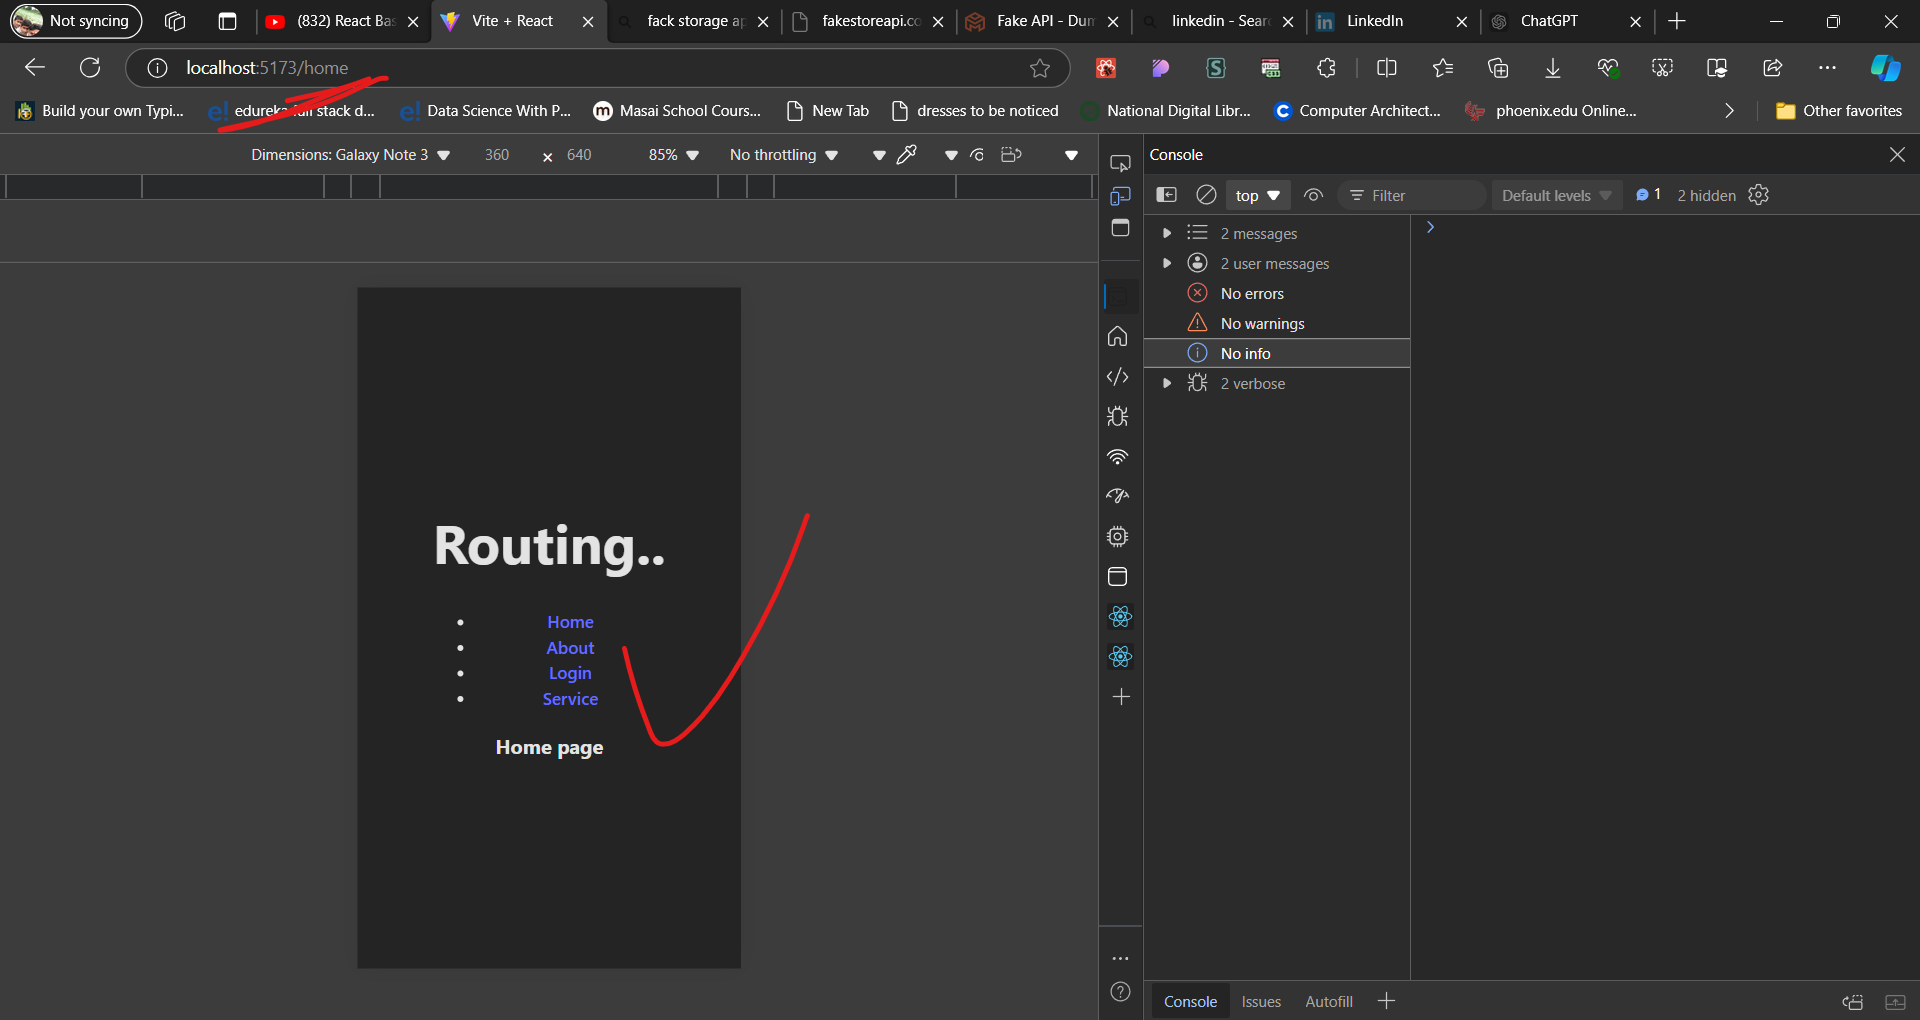 Not syncing
(832) React Bas
Vite + React
fack storage ap
fakestoreapi.co
Fake API - Dum
linkedin - Sear
LinkedIn
ChatGPT
localhost:5173/home
Build your own Typi...
stack d...
Data Science With P...
Masai School Cours...
New Tab
dresses to be noticed
National Digital Libr...
Computer Architect...
phoenix.edu Online...
Other favorites
Dimensions: Galaxy Note 3
360
×
640
85%
No throttling
Console
top
Filter
Default levels
1
2 hidden
2 messages
2 user messages
No errors
No warnings
No info
2 verbose
Routing..
• Home
• About
• Login
• Service
Home page
Console
Issues
Autofill